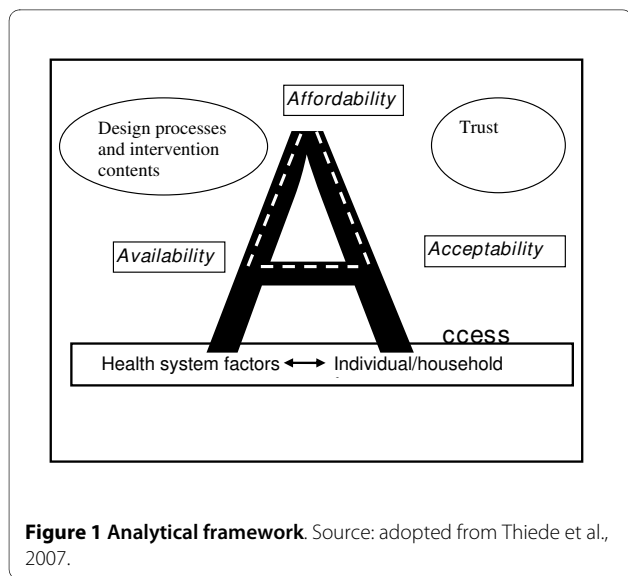 Affordability
Design processes
and intervention
contents
Trust
Availability
Acceptability
A
ccess
Health system factors Individual/household
Figure 1 Analytical framework. Source: adopted from Thiede et al.,
2007.